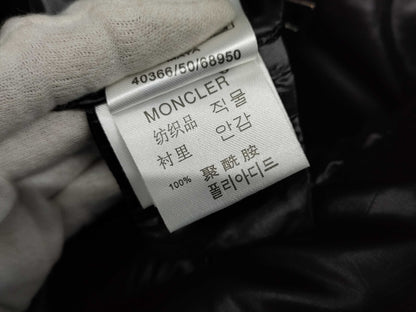 MAYA
40366/50/68950
MONCLER
纺织品 직물
衬里 안감
100% 聚酰胺
폴리아미드